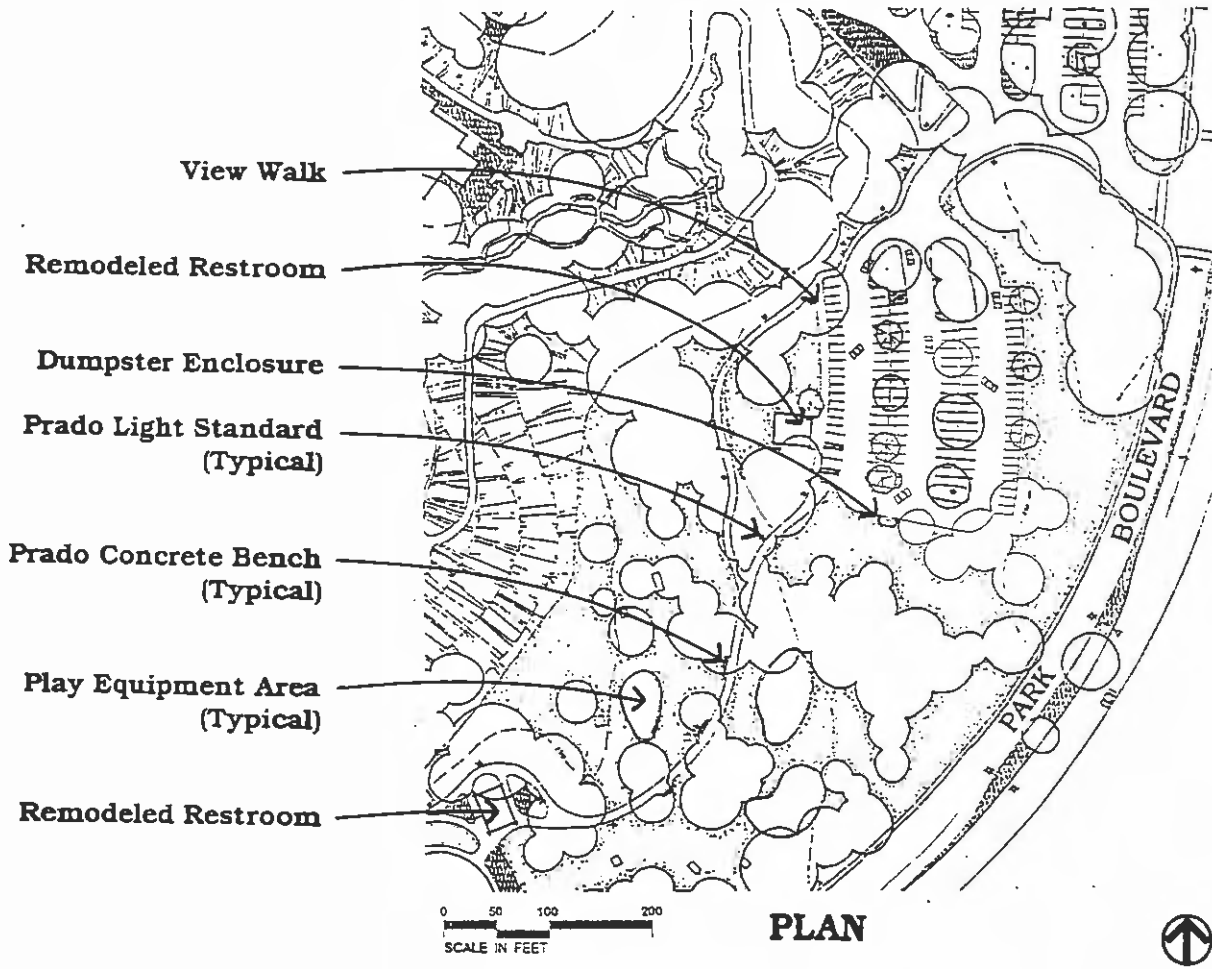 View Walk
Remodeled Restroom
Dumpster Enclosure
Prado Light Standard
(Typical)
Prado Concrete Bench
(Typical)
Play Equipment Area
(Typical)
Remodeled Restroom
PARK BOULEVARD
0 50 100 200
SCALE IN FEET
PLAN